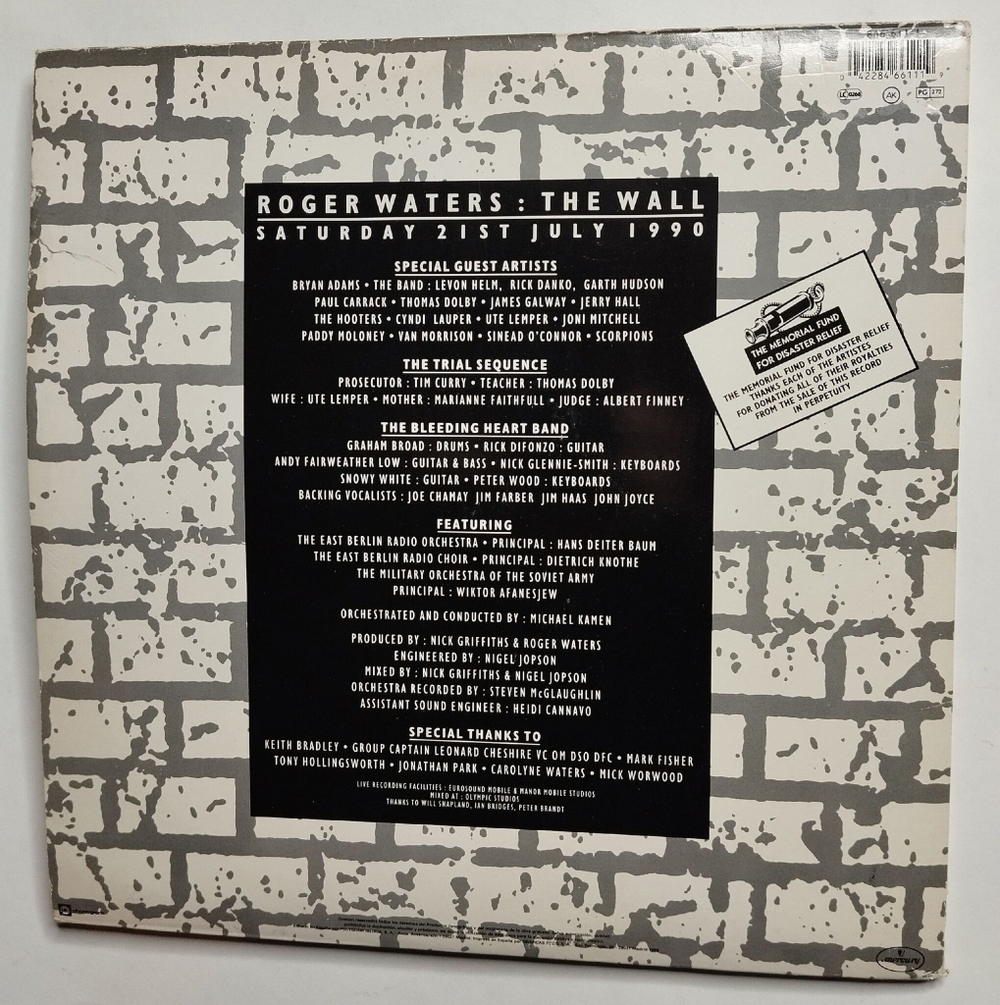 0 42284 66111 9
LC 0268 AK PG 272
ROGER WATERS : THE WALL
SATURDAY 21ST JULY 1990
SPECIAL GUEST ARTISTS
BRYAN ADAMS • THE BAND : LEVON HELM, RICK DANKO, GARTH HUDSON
PAUL CARRACK • THOMAS DOLBY • JAMES GALWAY • JERRY HALL
THE HOOTERS • CYNDI LAUPER • UTE LEMPER • JONI MITCHELL
PADDY MOLONEY • VAN MORRISON • SINEAD O'CONNOR • SCORPIONS
THE TRIAL SEQUENCE
PROSECUTOR : TIM CURRY • TEACHER : THOMAS DOLBY
WIFE : UTE LEMPER • MOTHER : MARIANNE FAITHFULL • JUDGE : ALBERT FINNEY
THE BLEEDING HEART BAND
GRAHAM BROAD : DRUMS • RICK DIFONZO : GUITAR
ANDY FAIRWEATHER LOW : GUITAR & BASS • NICK GLENNIE-SMITH : KEYBOARDS
SNOWY WHITE : GUITAR • PETER WOOD : KEYBOARDS
BACKING VOCALISTS : JOE CHAMAY JIM FARBER JIM HAAS JOHN JOYCE
FEATURING
THE EAST BERLIN RADIO ORCHESTRA • PRINCIPAL : HANS DEITER BAUM
THE EAST BERLIN RADIO CHOIR • PRINCIPAL : DIETRICH KNOTHE
THE MILITARY ORCHESTRA OF THE SOVIET ARMY
PRINCIPAL : WIKTOR AFANESJEW
ORCHESTRATED AND CONDUCTED BY : MICHAEL KAMEN
PRODUCED BY : NICK GRIFFITHS & ROGER WATERS
ENGINEERED BY : NIGEL JOPSON
MIXED BY : NICK GRIFFITHS & NIGEL JOPSON
ORCHESTRA RECORDED BY : STEVEN McGLAUGHLIN
ASSISTANT SOUND ENGINEER : HEIDI CANNAVO
SPECIAL THANKS TO
KEITH BRADLEY • GROUP CAPTAIN LEONARD CHESHIRE VC OM DSO DFC • MARK FISHER
TONY HOLLINGSWORTH • JONATHAN PARK • CAROLYNE WATERS • MICK WORWOOD
LIVE RECORDING FACILITIES : EUROSOUND MOBILE & MANOR MOBILE STUDIOS
MIXED AT : OLYMPIC STUDIOS
THANKS TO WILL SHAPLAND, IAN BRIDGES, PETER BRANDT
THE MEMORIAL FUND
FOR DISASTER RELIEF
THE MEMORIAL FUND FOR DISASTER RELIEF
THANKS EACH OF THE ARTISTES
FOR DONATING ALL OF THEIR ROYALTIES
FROM THE SALE OF THIS RECORD
IN PERPETUITY
mercury